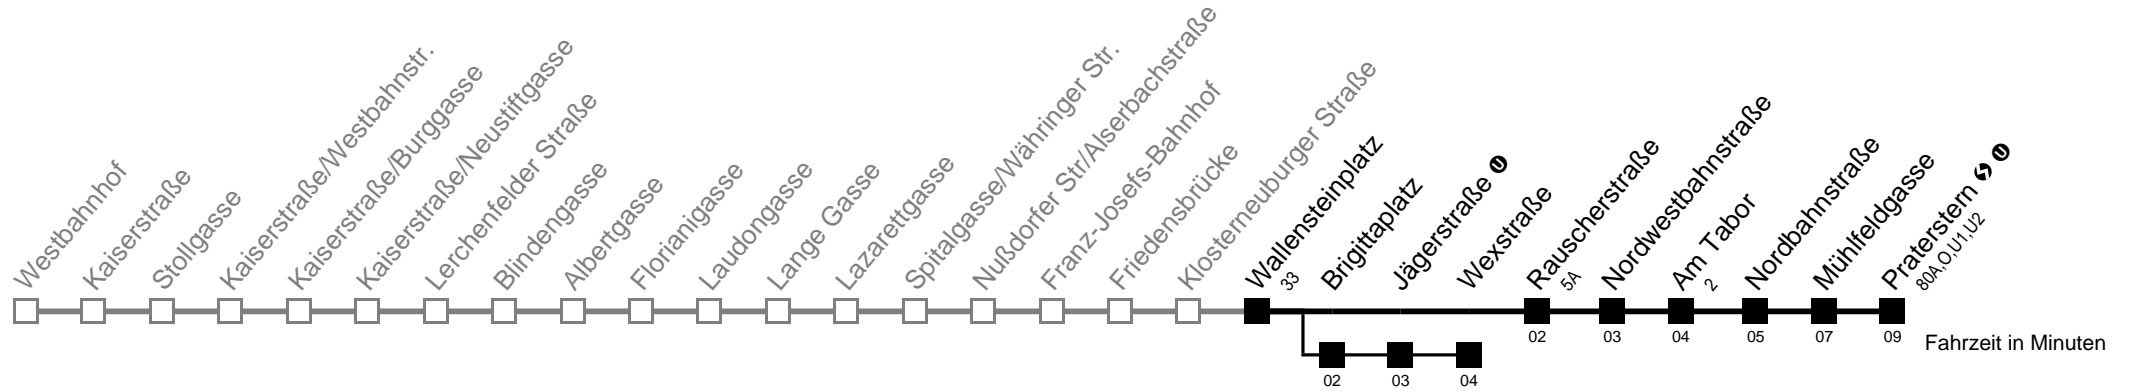 Westbahnhof
Kaiserstraße
Stollgasse
Kaiserstraße/Westbahnstr.
Kaiserstraße/Burggasse
Kaiserstraße/Neustiftgasse
Lerchenfelder Straße
Blindengasse
Albertgasse
Florianigasse
Laudongasse
Lange Gasse
Lazarettgasse
Spitalgasse/Währinger Str.
Nußdorfer Str/Alserbachstraße
Franz-Josefs-Bahnhof
Friedensbrücke
Klosterneuburger Straße
Wallensteinplatz
33
Brigittaplatz
Jägerstraße U
Wexstraße
Rauscherstraße
5A
Nordwestbahnstraße
Am Tabor
2
Nordbahnstraße
Mühlfeldgasse
Praterstern U
80A,O,U1,U2
02 03 04 05 07 09 Fahrzeit in Minuten
02 03 04